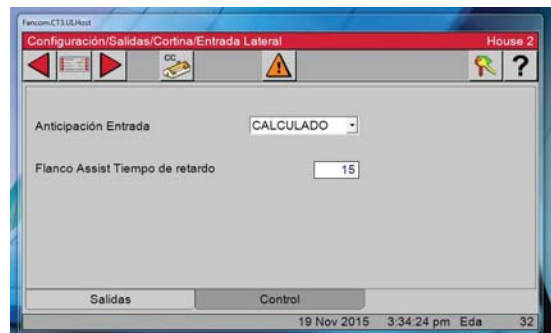 Fancom.CT3.ULHost
Configuración/Salidas/Cortina/Entrada Lateral House 2
CC
?
Anticipación Entrada CALCULADO
Flanco Assist Tiempo de retardo 15
Salidas Control
19 Nov 2015 3:34:24 pm Eda 32